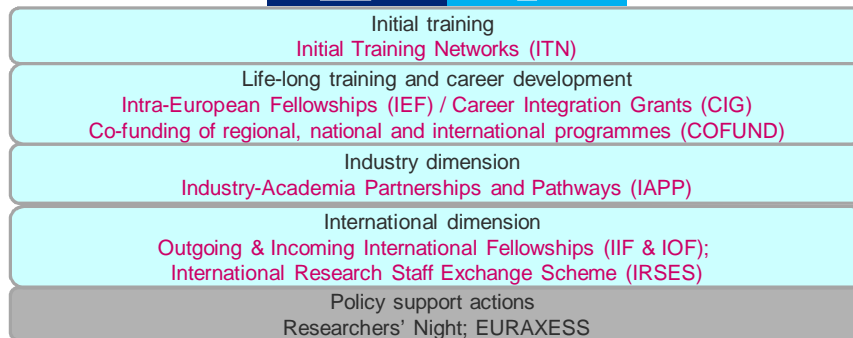 Initial training
Initial Training Networks (ITN)
Life-long training and career development
Intra-European Fellowships (IEF) / Career Integration Grants (CIG)
Co-funding of regional, national and international programmes (COFUND)
Industry dimension
Industry-Academia Partnerships and Pathways (IAPP)
International dimension
Outgoing & Incoming International Fellowships (IIF & IOF);
International Research Staff Exchange Scheme (IRSES)
Policy support actions
Researchers' Night; EURAXESS